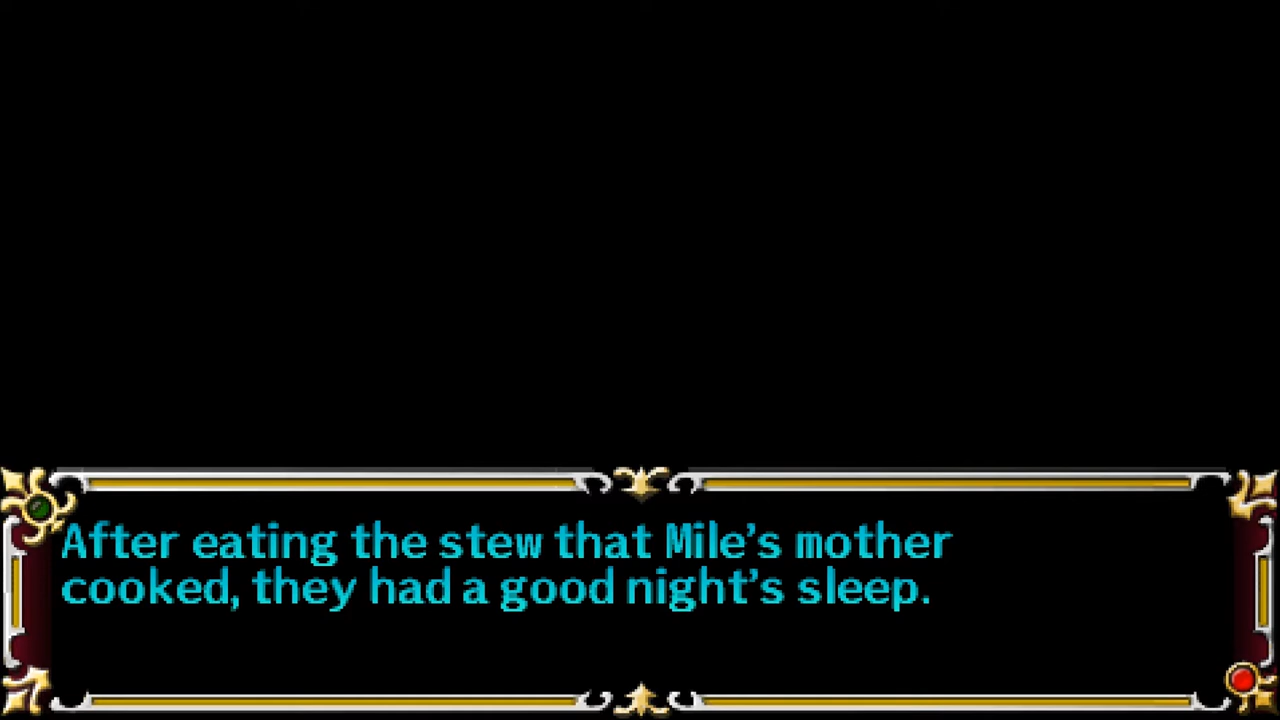 After eating the stew that Mile's mother
cooked, they had a good night's sleep.